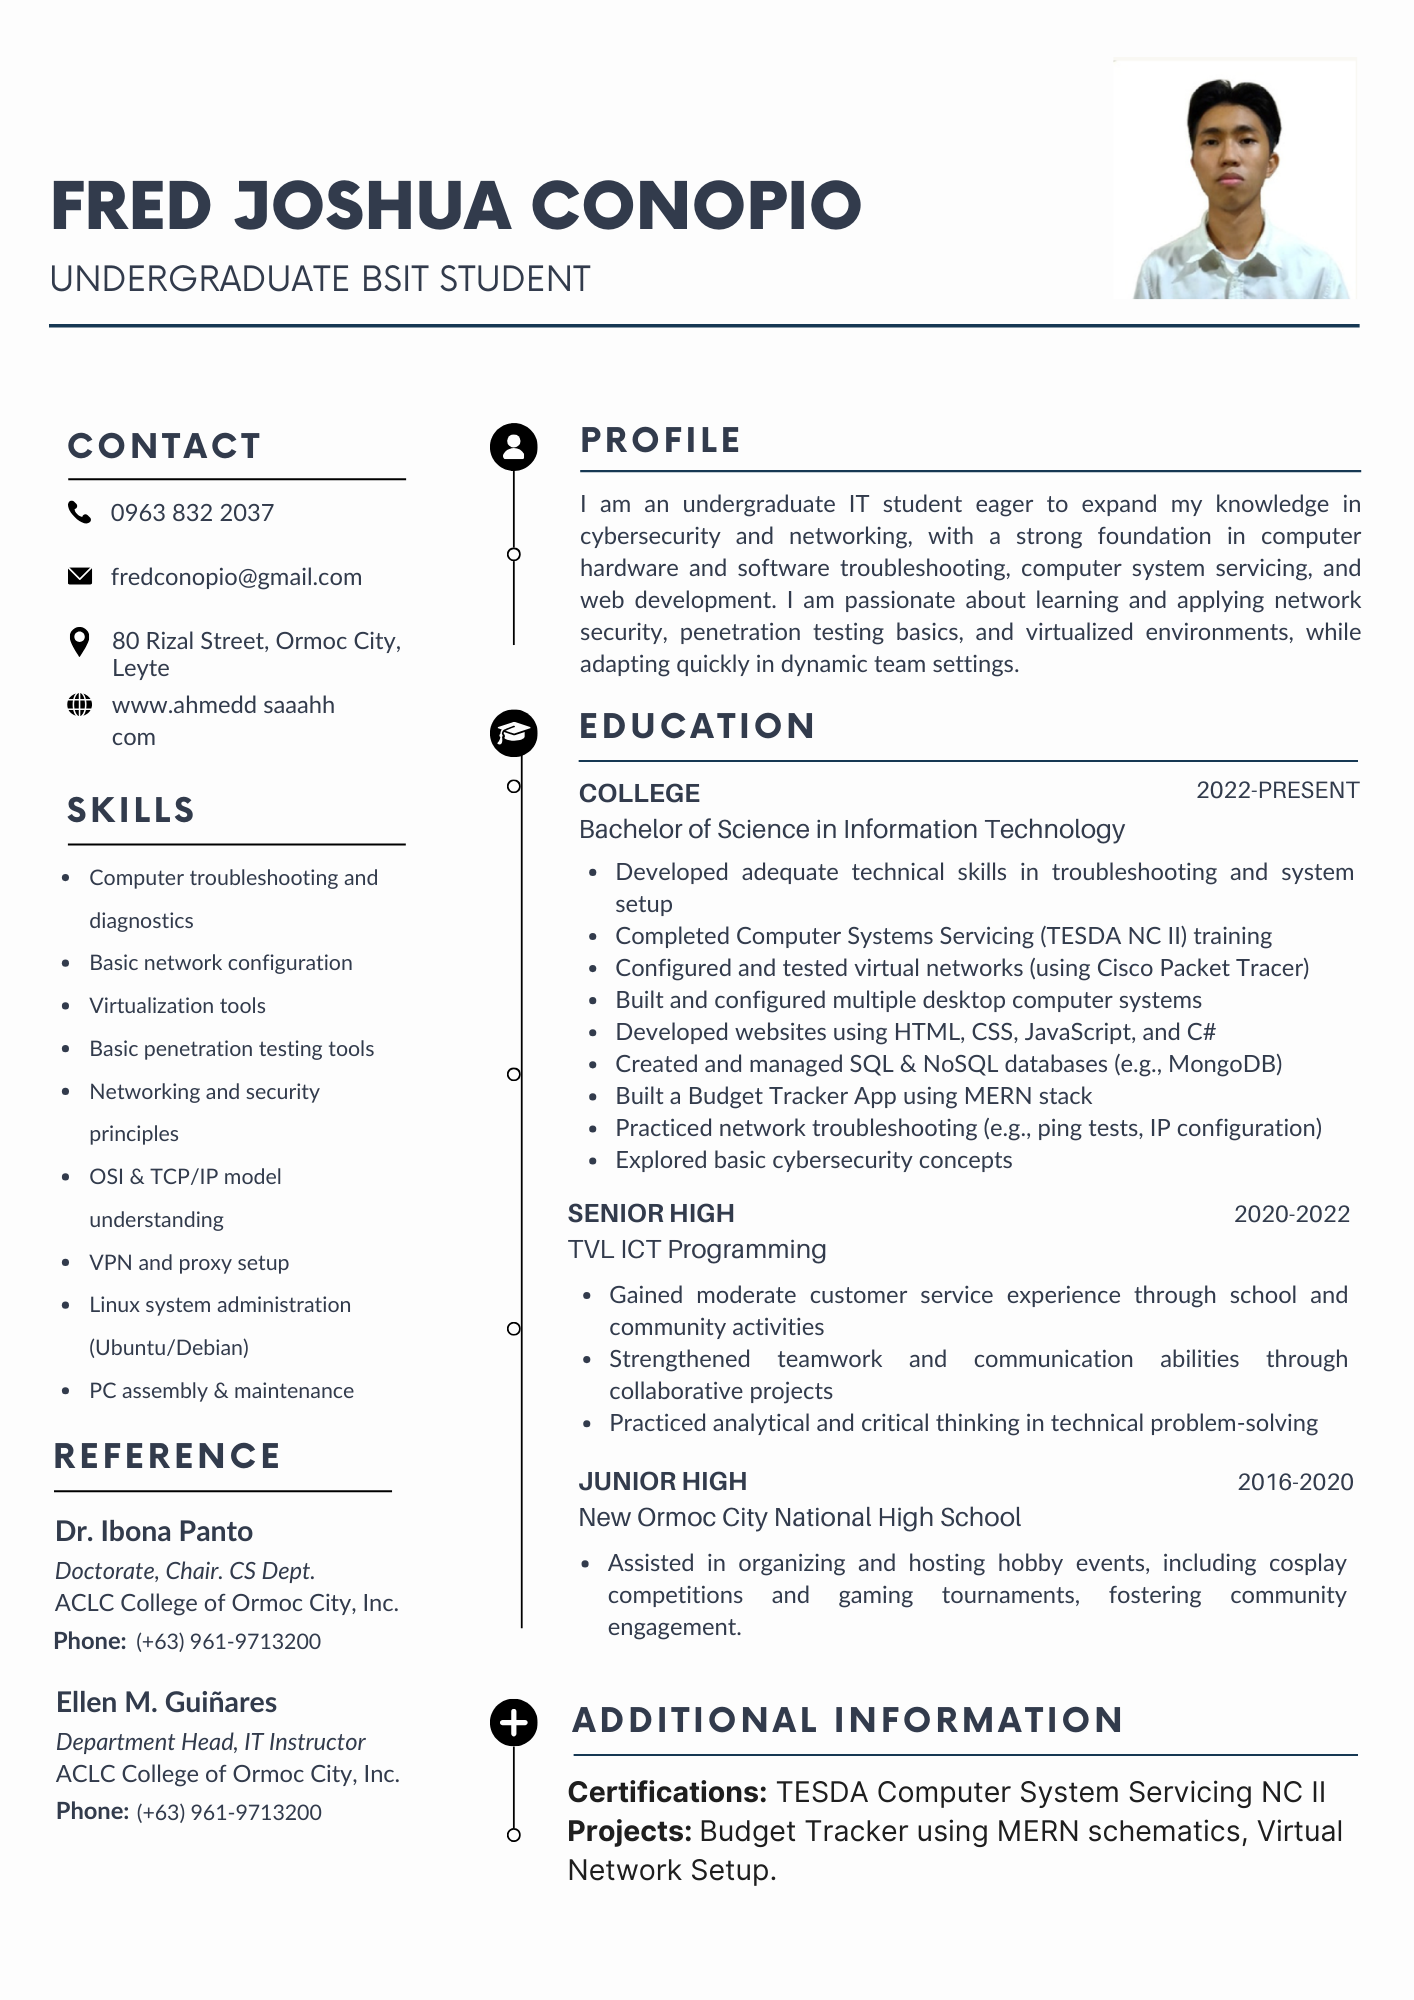 FRED JOSHUA CONOPIO
UNDERGRADUATE BSIT STUDENT
CONTACT
0963 832 2037
fredconopio@gmail.com
80 Rizal Street, Ormoc City,
Leyte
www.ahmedd saaahh
com
SKILLS
• Computer troubleshooting and
diagnostics
• Basic network configuration
• Virtualization tools
• Basic penetration testing tools
• Networking and security
principles
• OSI & TCP/IP model
understanding
• VPN and proxy setup
• Linux system administration
(Ubuntu/Debian)
• PC assembly & maintenance
REFERENCE
Dr. Ibona Panto
Doctorate, Chair. CS Dept.
ACLC College of Ormoc City, Inc.
Phone: (+63) 961-9713200
Ellen M. Guiñares
Department Head, IT Instructor
ACLC College of Ormoc City, Inc.
Phone: (+63) 961-9713200
PROFILE
I am an undergraduate IT student eager to expand my knowledge in
cybersecurity and networking, with a strong foundation in computer
hardware and software troubleshooting, computer system servicing, and
web development. I am passionate about learning and applying network
security, penetration testing basics, and virtualized environments, while
adapting quickly in dynamic team settings.
EDUCATION
COLLEGE 2022-PRESENT
Bachelor of Science in Information Technology
• Developed adequate technical skills in troubleshooting and system
setup
• Completed Computer Systems Servicing (TESDA NC II) training
• Configured and tested virtual networks (using Cisco Packet Tracer)
• Built and configured multiple desktop computer systems
• Developed websites using HTML, CSS, JavaScript, and C#
• Created and managed SQL & NoSQL databases (e.g., MongoDB)
• Built a Budget Tracker App using MERN stack
• Practiced network troubleshooting (e.g., ping tests, IP configuration)
• Explored basic cybersecurity concepts
SENIOR HIGH 2020-2022
TVL ICT Programming
• Gained moderate customer service experience through school and
community activities
• Strengthened teamwork and communication abilities through
collaborative projects
• Practiced analytical and critical thinking in technical problem-solving
JUNIOR HIGH 2016-2020
New Ormoc City National High School
• Assisted in organizing and hosting hobby events, including cosplay
competitions and gaming tournaments, fostering community
engagement.
ADDITIONAL INFORMATION
Certifications: TESDA Computer System Servicing NC II
Projects: Budget Tracker using MERN schematics, Virtual
Network Setup.